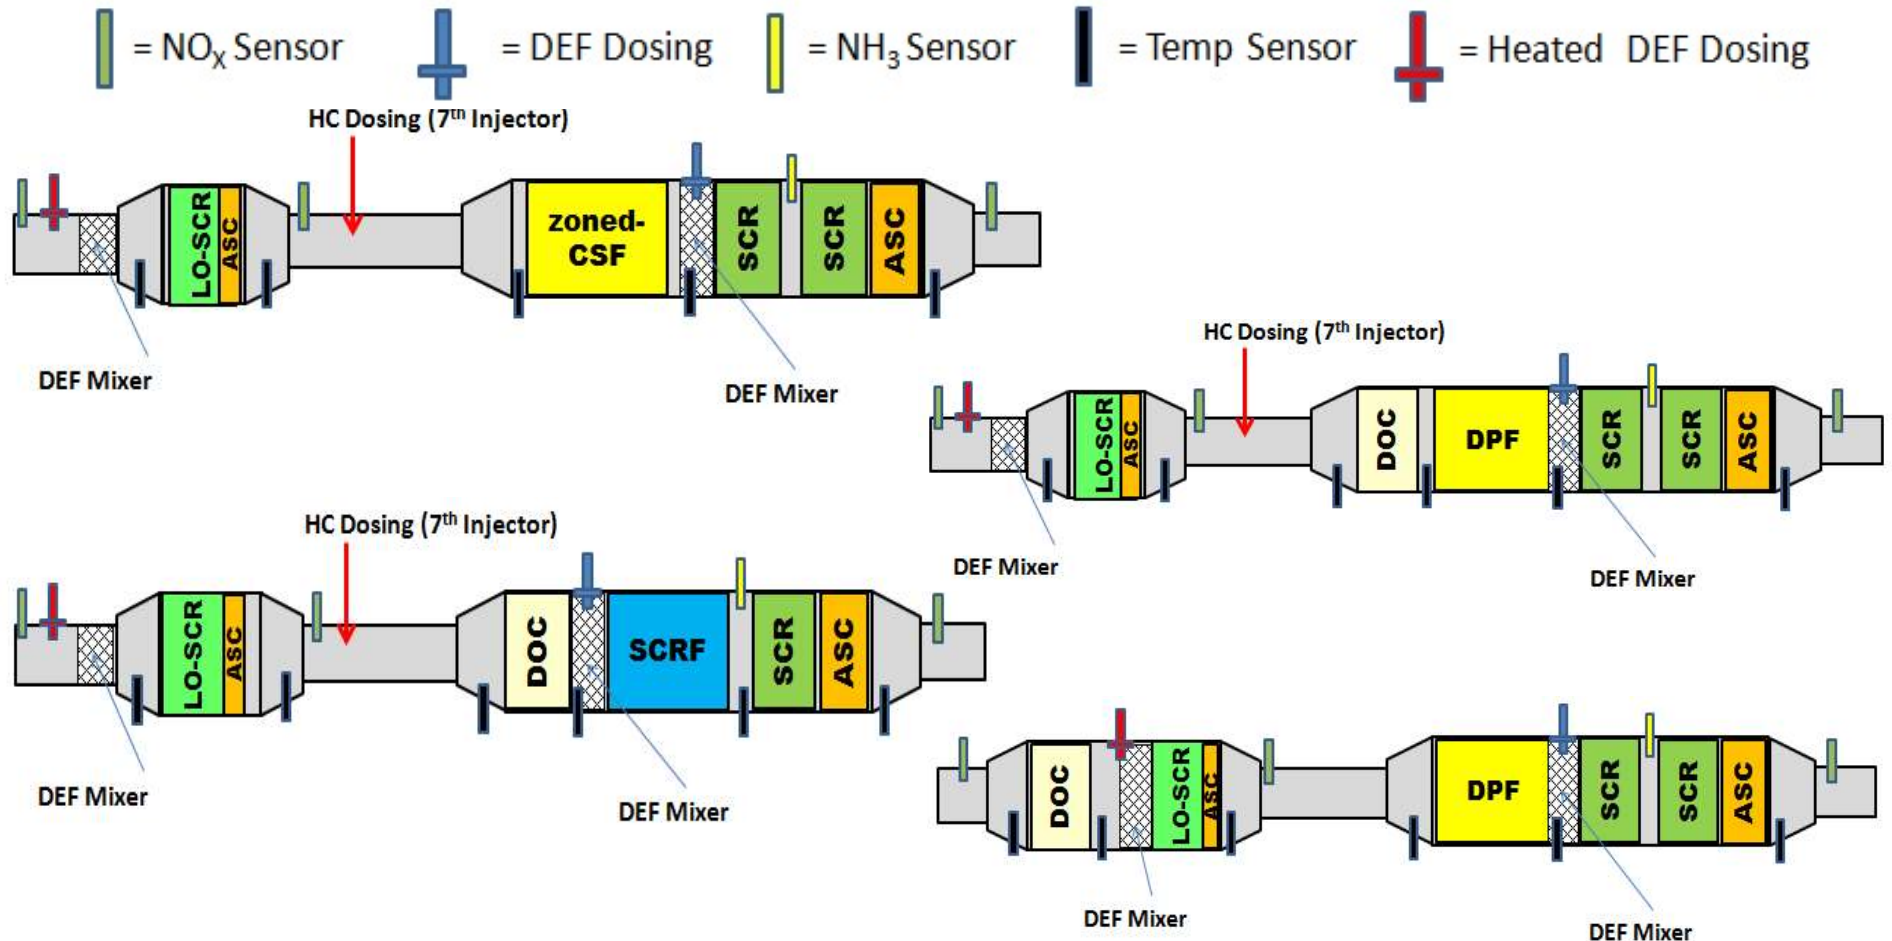 = NOX Sensor
= DEF Dosing
= NH3 Sensor
= Temp Sensor
= Heated DEF Dosing
HC Dosing (7th Injector)
LO-SCR
ASC
zoned-
CSF
SCR
SCR
ASC
DEF Mixer
DEF Mixer
HC Dosing (7th Injector)
LO-SCR
ASC
DOC
DPF
SCR
SCR
ASC
DEF Mixer
DEF Mixer
HC Dosing (7th Injector)
LO-SCR
ASC
DOC
SCRF
SCR
ASC
DEF Mixer
DEF Mixer
DOC
LO-SCR
ASC
DPF
SCR
SCR
ASC
DEF Mixer
DEF Mixer